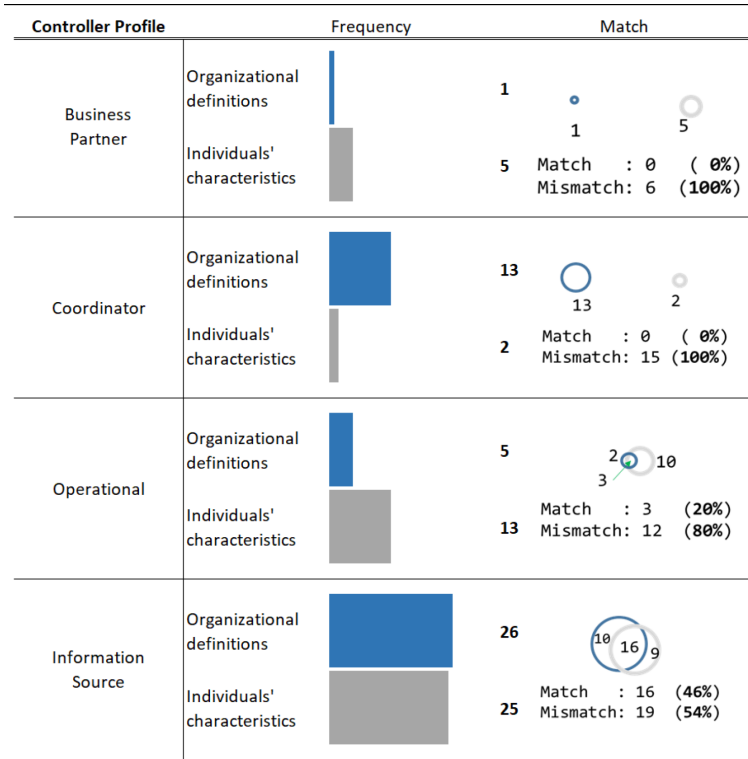 Controller Profile Frequency Match
Business
Partner
Organizational
definitions
1
Individuals'
characteristics
5
1
5
Match : 0 ( 0%)
Mismatch: 6 (100%)
Coordinator
Organizational
definitions
13
Individuals'
characteristics
2
13
2
Match : 0 ( 0%)
Mismatch: 15 (100%)
Operational
Organizational
definitions
5
Individuals'
characteristics
13
2
10
3
Match : 3 (20%)
Mismatch: 12 (80%)
Information
Source
Organizational
definitions
26
Individuals'
characteristics
25
10
16
9
Match : 16 (46%)
Mismatch: 19 (54%)